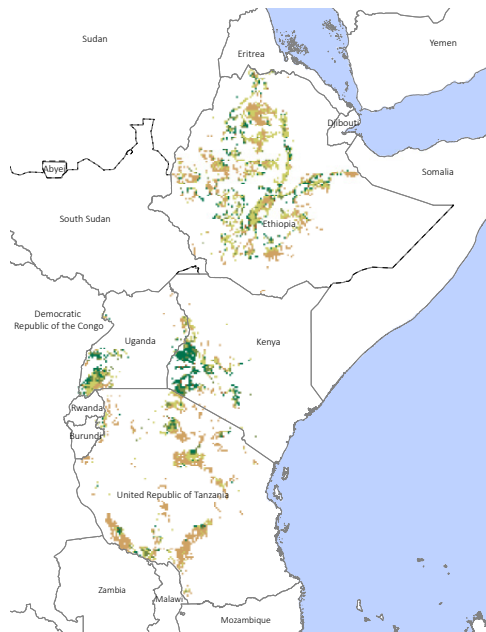 Sudan
Yemen
Eritrea
Djibouti
Abyei
Somalia
South Sudan
Ethiopia
Democratic
Republic of the Congo
Uganda
Kenya
Rwanda
Burundi
United Republic of Tanzania
Zambia
Malawi
Mozambique